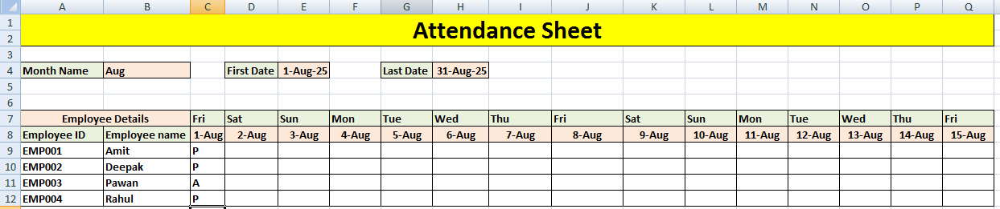 A B C D E F G H I J K L M N O P Q
1 Attendance Sheet
2
3
4 Month Name Aug First Date 1-Aug-25 Last Date 31-Aug-25
5
6
7 Employee Details Fri Sat Sun Mon Tue Wed Thu Fri Sat Sun Mon Tue Wed Thu Fri
8 Employee ID Employee name 1-Aug 2-Aug 3-Aug 4-Aug 5-Aug 6-Aug 7-Aug 8-Aug 9-Aug 10-Aug 11-Aug 12-Aug 13-Aug 14-Aug 15-Aug
9 EMP001 Amit P
10 EMP002 Deepak P
11 EMP003 Pawan A
12 EMP004 Rahul P